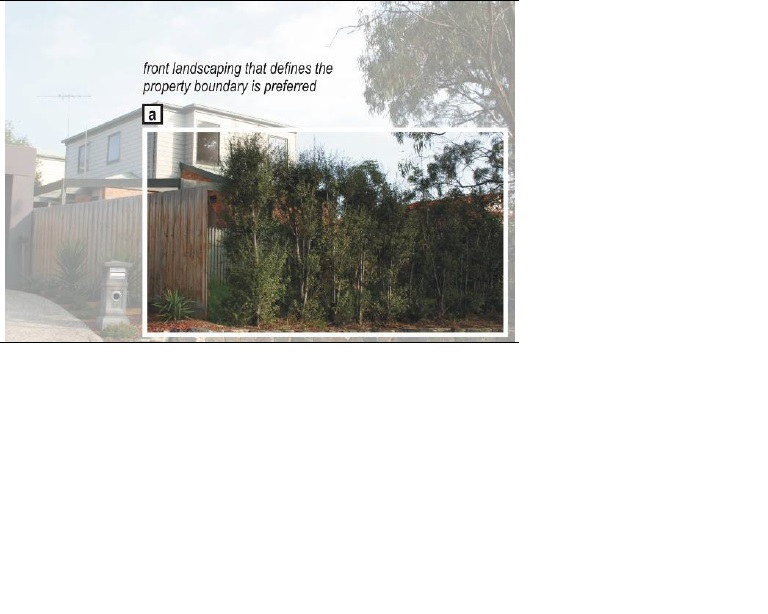 front landscaping that defines the
property boundary is preferred
a